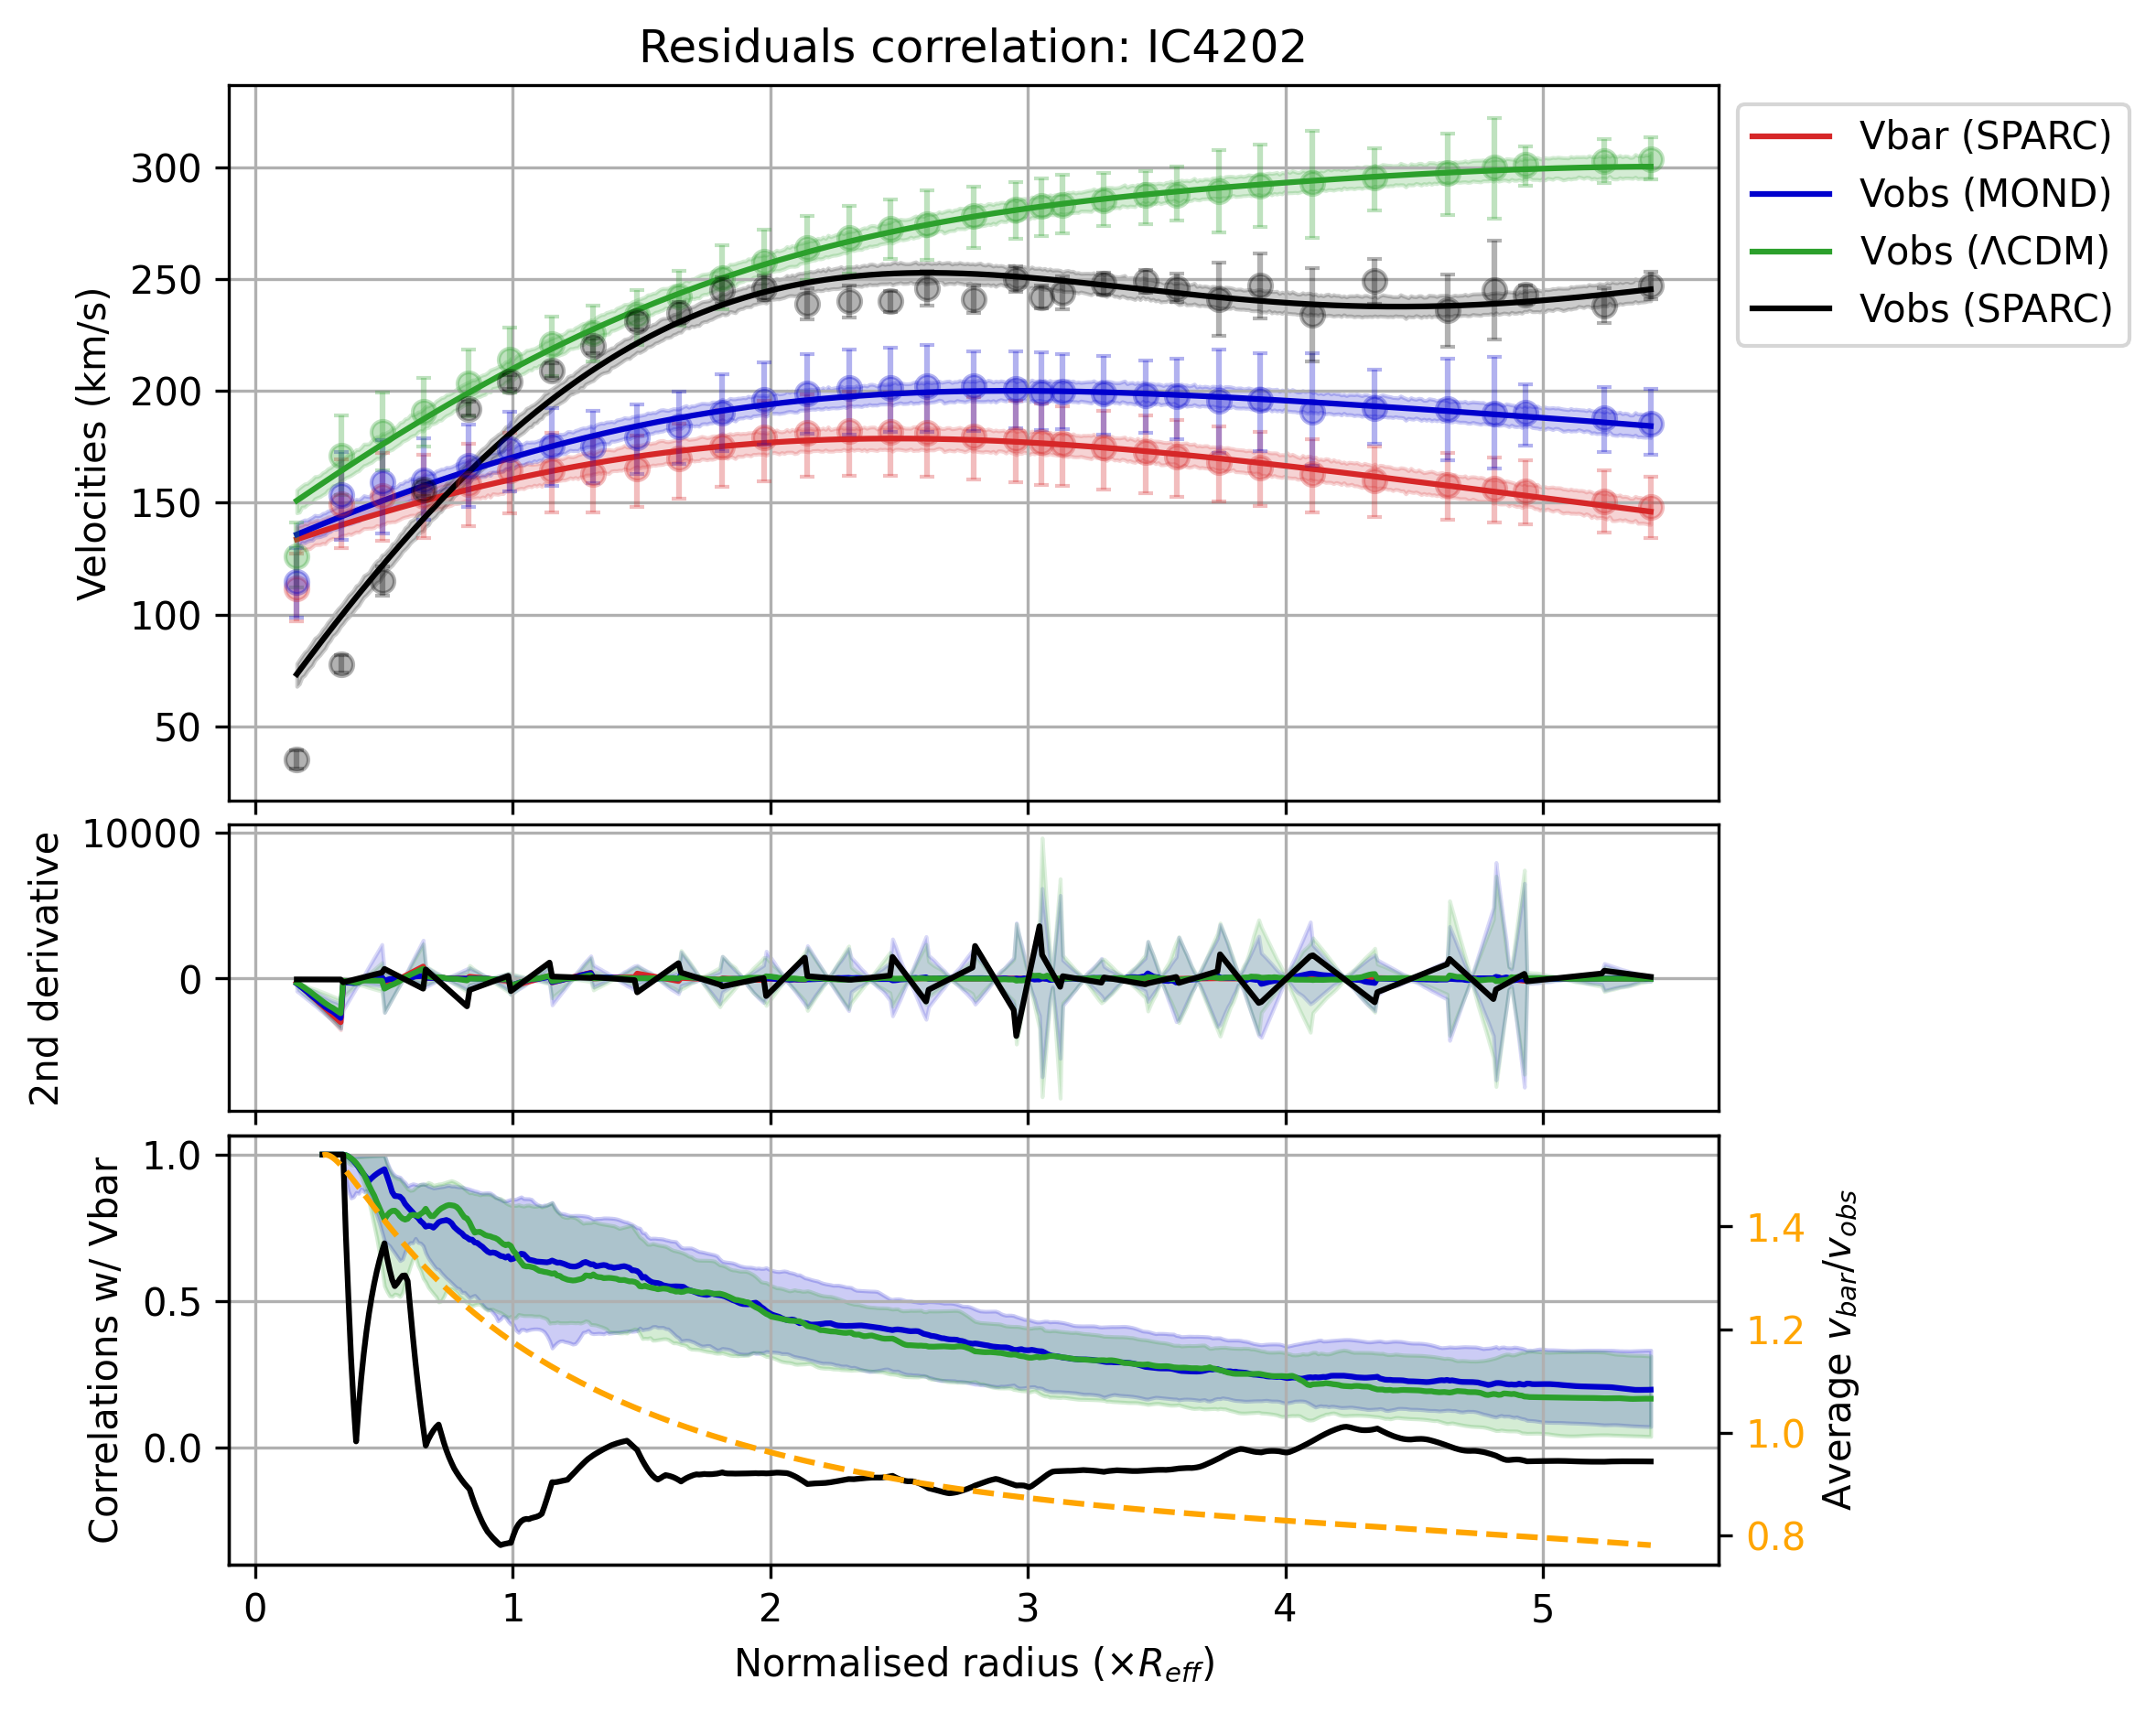 Residuals correlation: IC4202
Vbar (SPARC)
Vobs (MOND)
Vobs (ΛCDM)
Vobs (SPARC)
Velocities (km/s)
300
250
200
150
100
50
2nd derivative
10000
0
Correlations w/ Vbar
1.0
0.5
0.0
Average v_bar/v_obs
1.4
1.2
1.0
0.8
0 1 2 3 4 5
Normalised radius (×R_eff)